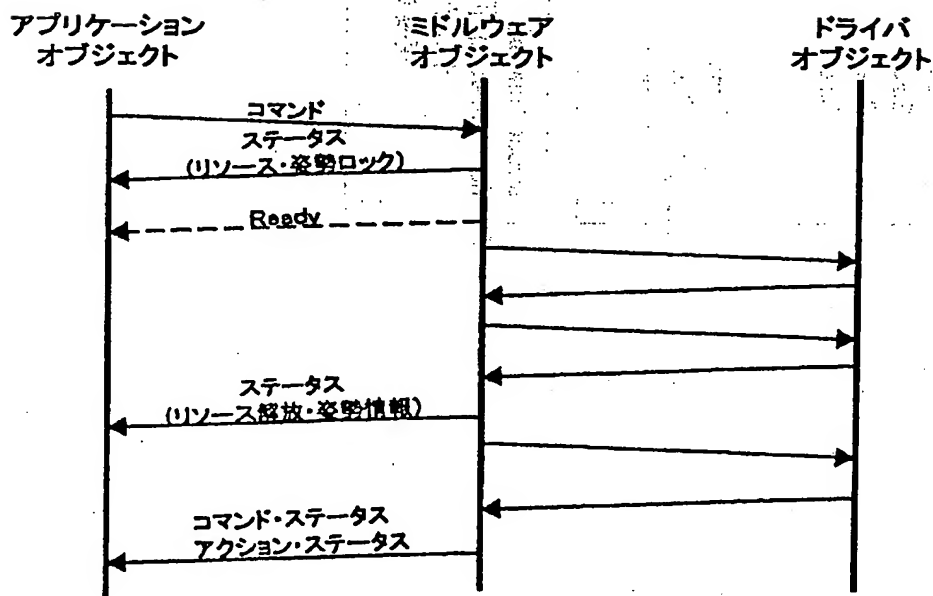 アプリケーション
オブジェクト
ミドルウェア
オブジェクト
ドライバ
オブジェクト
コマンド
ステータス
(リソース・姿勢ロック)
Ready
ステータス
(リソース解放・姿勢情報)
コマンド・ステータス
アクション・ステータス